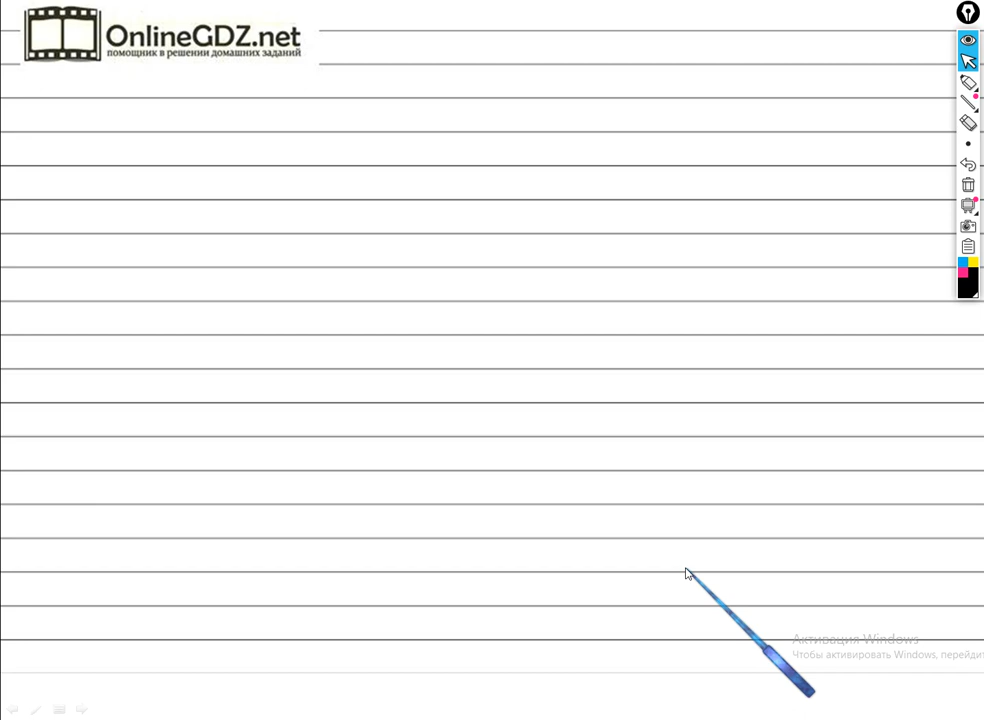 OnlineGDZ.net
помощник в решении домашних заданий
Активация Windows
Чтобы активировать Windows, перейдит